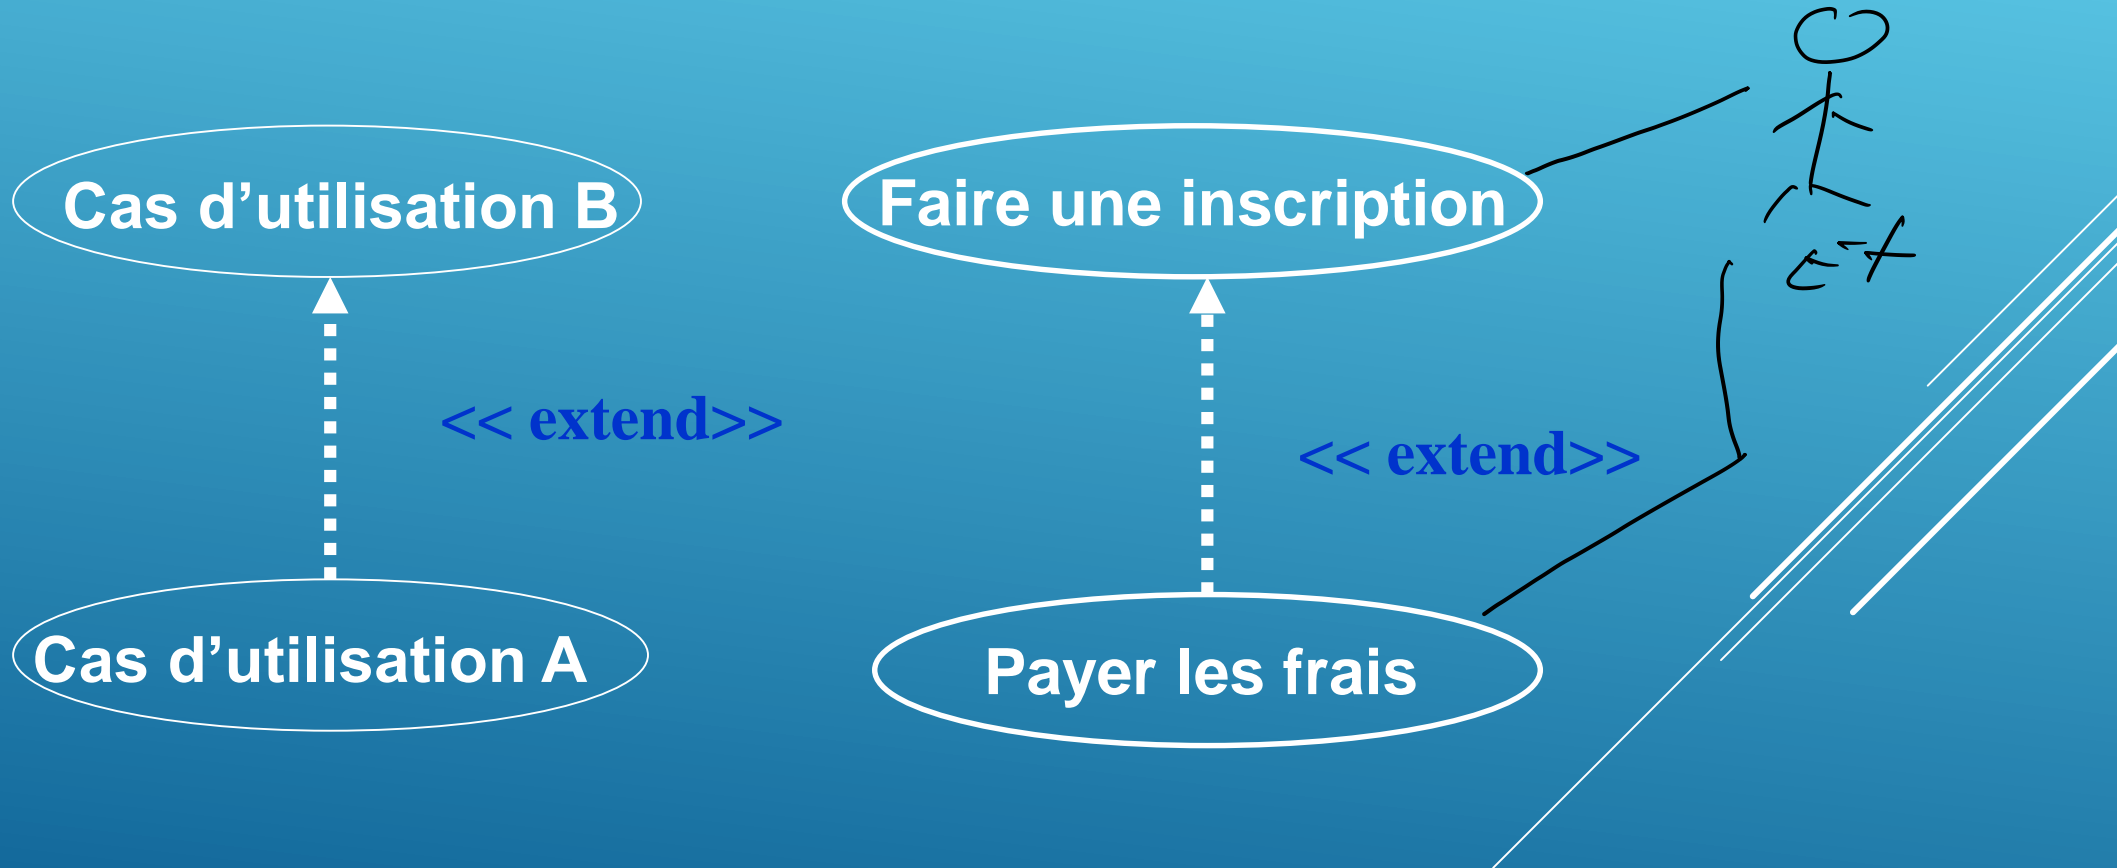 Cas d’utilisation B
Faire une inscription
<< extend>>
<< extend>>
Cas d’utilisation A
Payer les frais